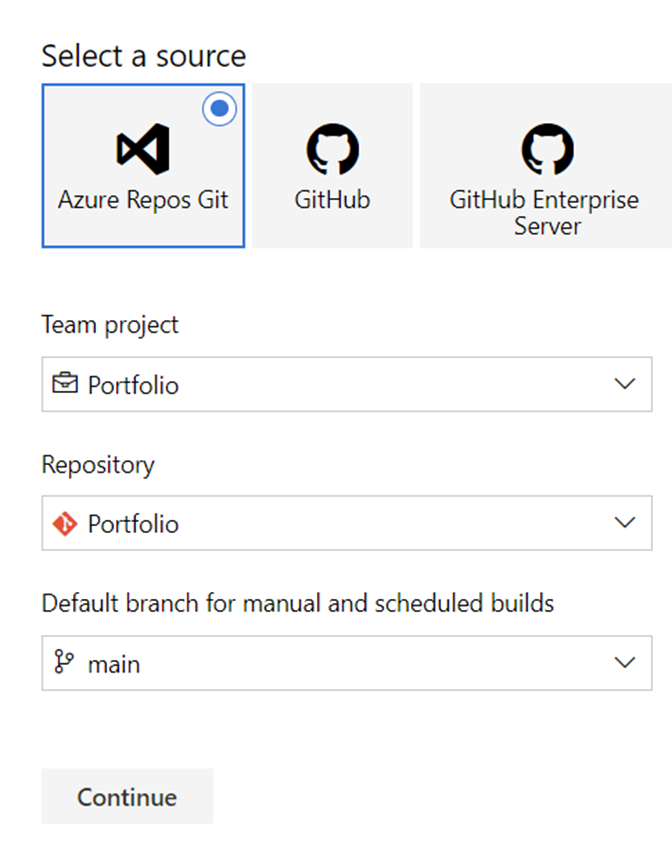 Select a source
Azure Repos Git
GitHub
GitHub Enterprise
Server
Team project
Portfolio
Repository
Portfolio
Default branch for manual and scheduled builds
main
Continue